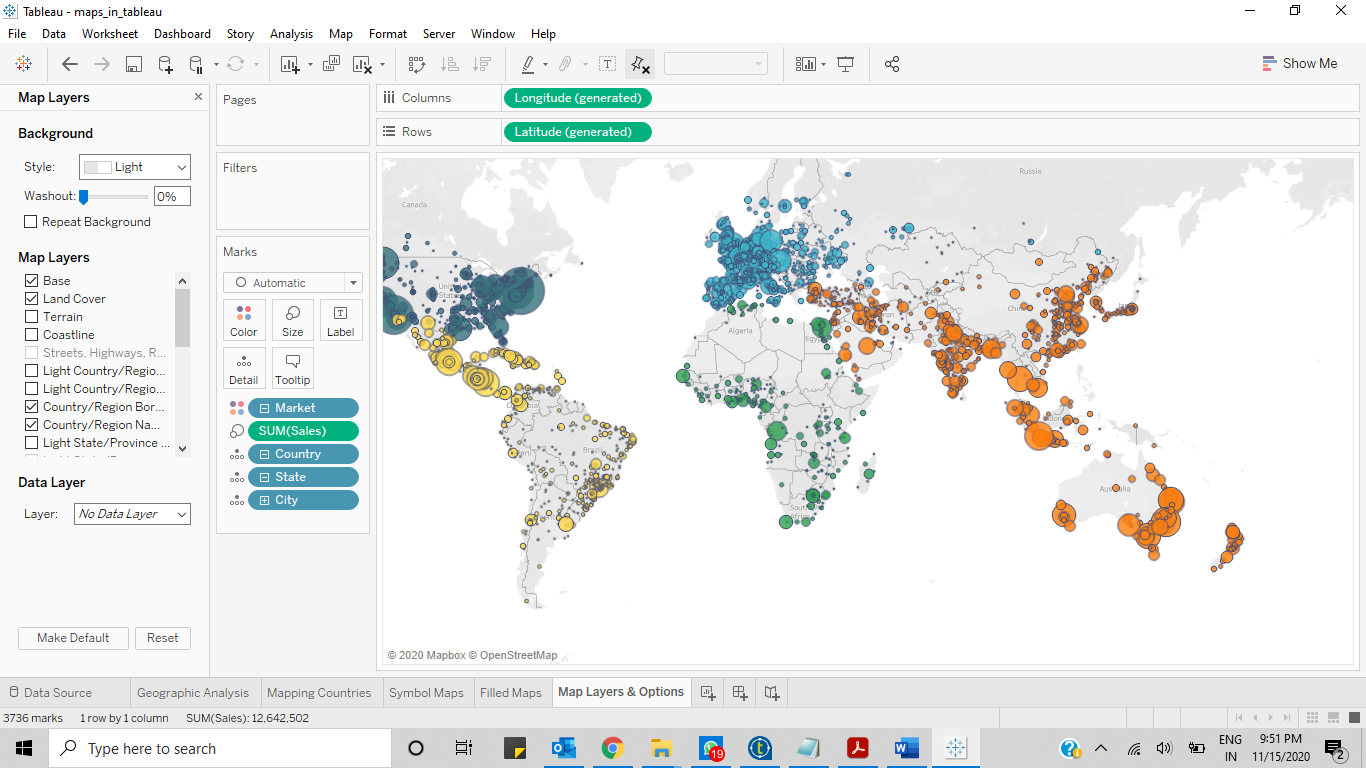 Tableau - maps_in_tableau
File Data Worksheet Dashboard Story Analysis Map Format Server Window Help
Show Me
Map Layers
Background
Style: Light
Washout: 0%
Repeat Background
Map Layers
Base
Land Cover
Terrain
Coastline
Streets, Highways, R...
Light Country/Regio...
Light Country/Regio...
Country/Region Bor...
Country/Region Na...
Light State/Province ...
Data Layer
Layer: No Data Layer
Make Default Reset
Pages
Filters
Marks
Automatic
Color Size Label
Detail Tooltip
Market
SUM(Sales)
Country
State
City
Columns Longitude (generated)
Rows Latitude (generated)
Canada
Russia
Algeria
© 2020 Mapbox © OpenStreetMap
Data Source Geographic Analysis Mapping Countries Symbol Maps Filled Maps Map Layers & Options
3736 marks 1 row by 1 column SUM(Sales): 12,642,502
Type here to search
19
ENG
IN
9:51 PM
11/15/2020
2